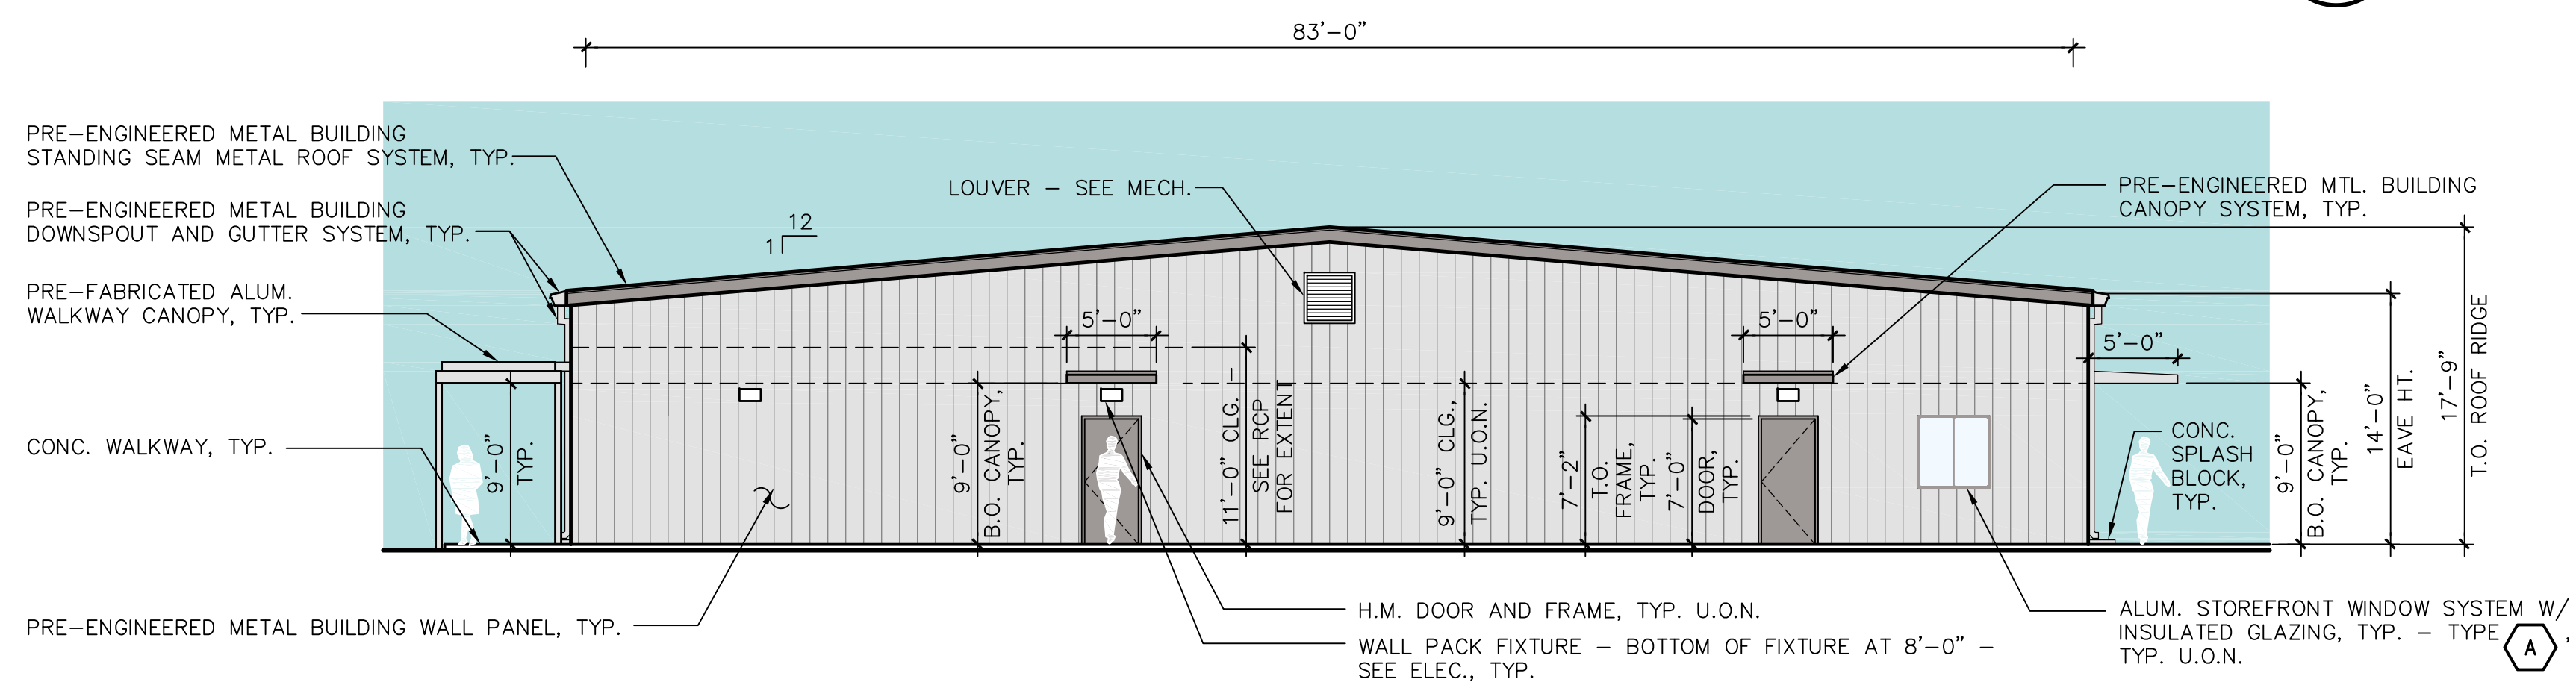 83'-0"
PRE-ENGINEERED METAL BUILDING
STANDING SEAM METAL ROOF SYSTEM, TYP.
PRE-ENGINEERED METAL BUILDING
DOWNSPOUT AND GUTTER SYSTEM, TYP.
PRE-FABRICATED ALUM.
WALKWAY CANOPY, TYP.
CONC. WALKWAY, TYP.
PRE-ENGINEERED METAL BUILDING WALL PANEL, TYP.
12
1
LOUVER - SEE MECH.
PRE-ENGINEERED MTL. BUILDING
CANOPY SYSTEM, TYP.
5'-0"
5'-0"
5'-0"
9'-0"
TYP.
9'-0"
B.O. CANOPY,
TYP.
11'-0" CLG. -
SEE RCP
FOR EXTENT
9'-0" CLG.,
TYP. U.O.N.
7'-2"
T.O.
FRAME,
TYP.
7'-0"
DOOR,
TYP.
CONC.
SPLASH
BLOCK,
TYP.
9'-0"
B.O. CANOPY,
TYP.
14'-0"
EAVE HT.
17'-9"
T.O. ROOF RIDGE
H.M. DOOR AND FRAME, TYP. U.O.N.
WALL PACK FIXTURE - BOTTOM OF FIXTURE AT 8'-0" -
SEE ELEC., TYP.
ALUM. STOREFRONT WINDOW SYSTEM W/
INSULATED GLAZING, TYP. - TYPE A,
TYP. U.O.N.